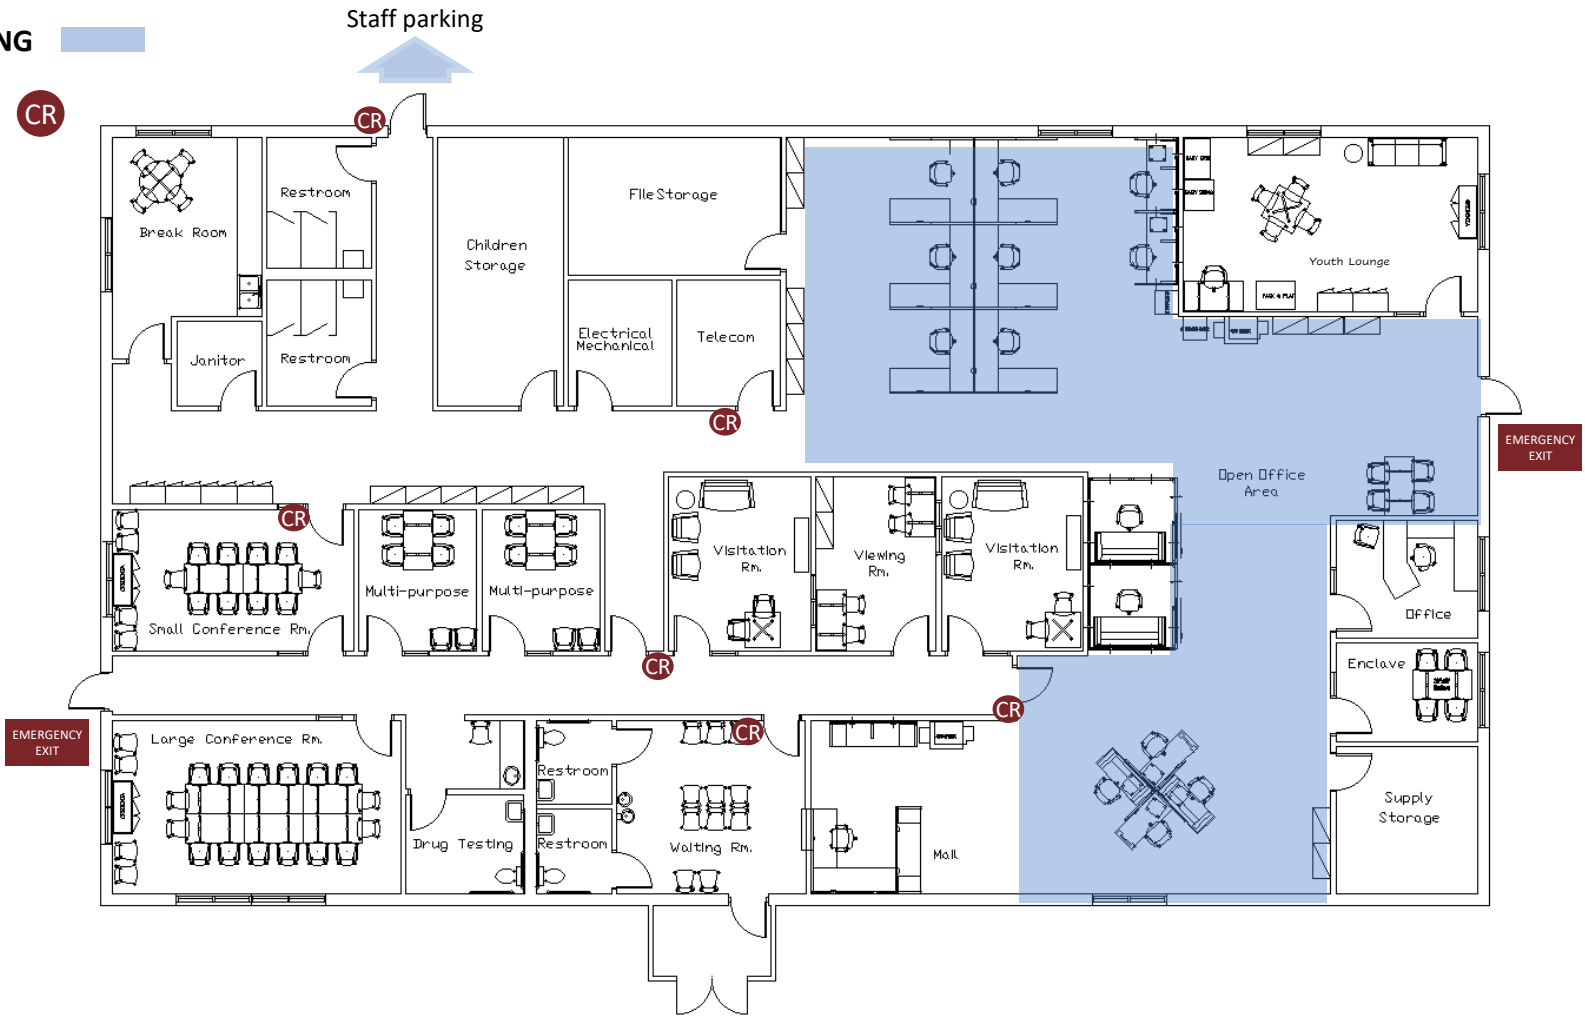 Staff parking
NG
CR
CR
Restroom
File Storage
Break Room
Children
Storage
Youth Lounge
Electrical
Mechanical
Telecom
Janitor
Restroom
CR
EMERGENCY
EXIT
Open Office
Area
CR
Visitation
Rm.
Viewing
Rm.
Visitation
Rm.
Multi-purpose
Multi-purpose
Small Conference Rm.
Office
CR
Enclave
CR
EMERGENCY
EXIT
Large Conference Rm.
CR
Restroom
Supply
Storage
Drug Testing
Restroom
Waiting Rm.
Mail